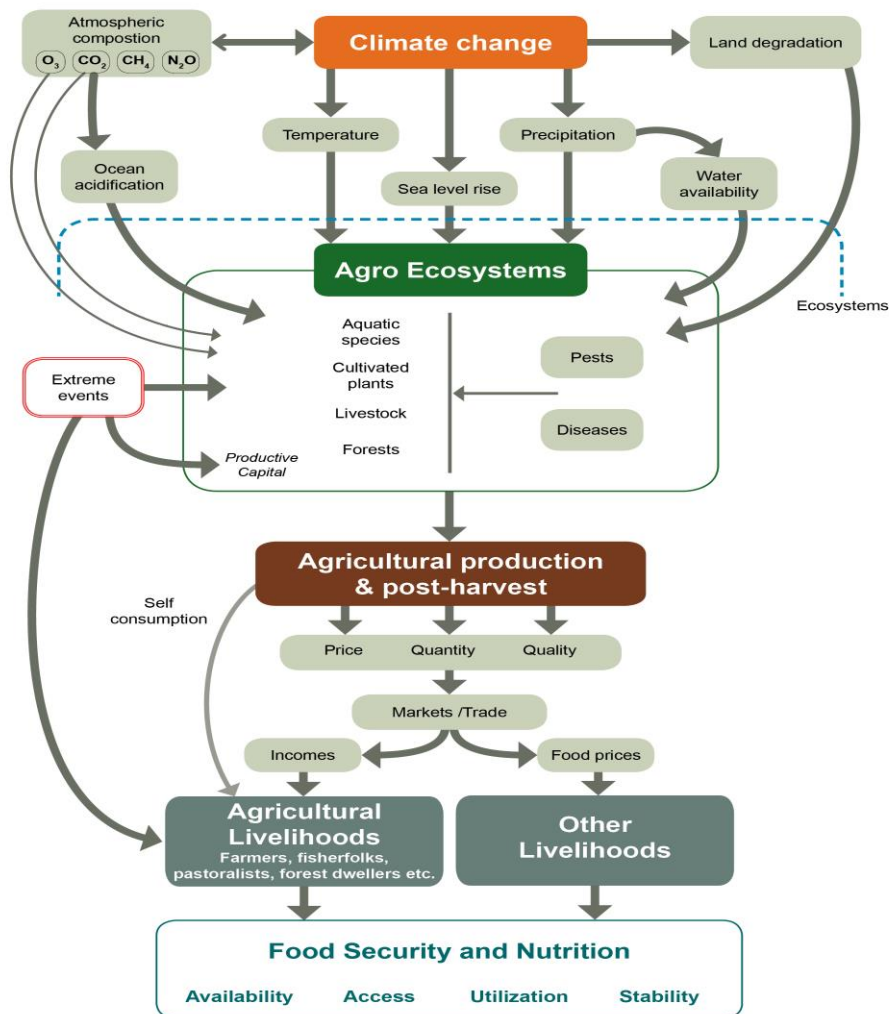 Atmospheric
compostion
O3 CO2 CH4 N2O
Climate change
Land degradation
Temperature
Precipitation
Ocean
acidification
Sea level rise
Water
availability
Agro Ecosystems
Ecosystems
Aquatic
species
Cultivated
plants
Livestock
Forests
Pests
Diseases
Extreme
events
Productive
Capital
Agricultural production
& post-harvest
Self
consumption
Price Quantity Quality
Markets /Trade
Incomes
Food prices
Agricultural
Livelihoods
Farmers, fisherfolks,
pastoralists, forest dwellers etc.
Other
Livelihoods
Food Security and Nutrition
Availability Access Utilization Stability